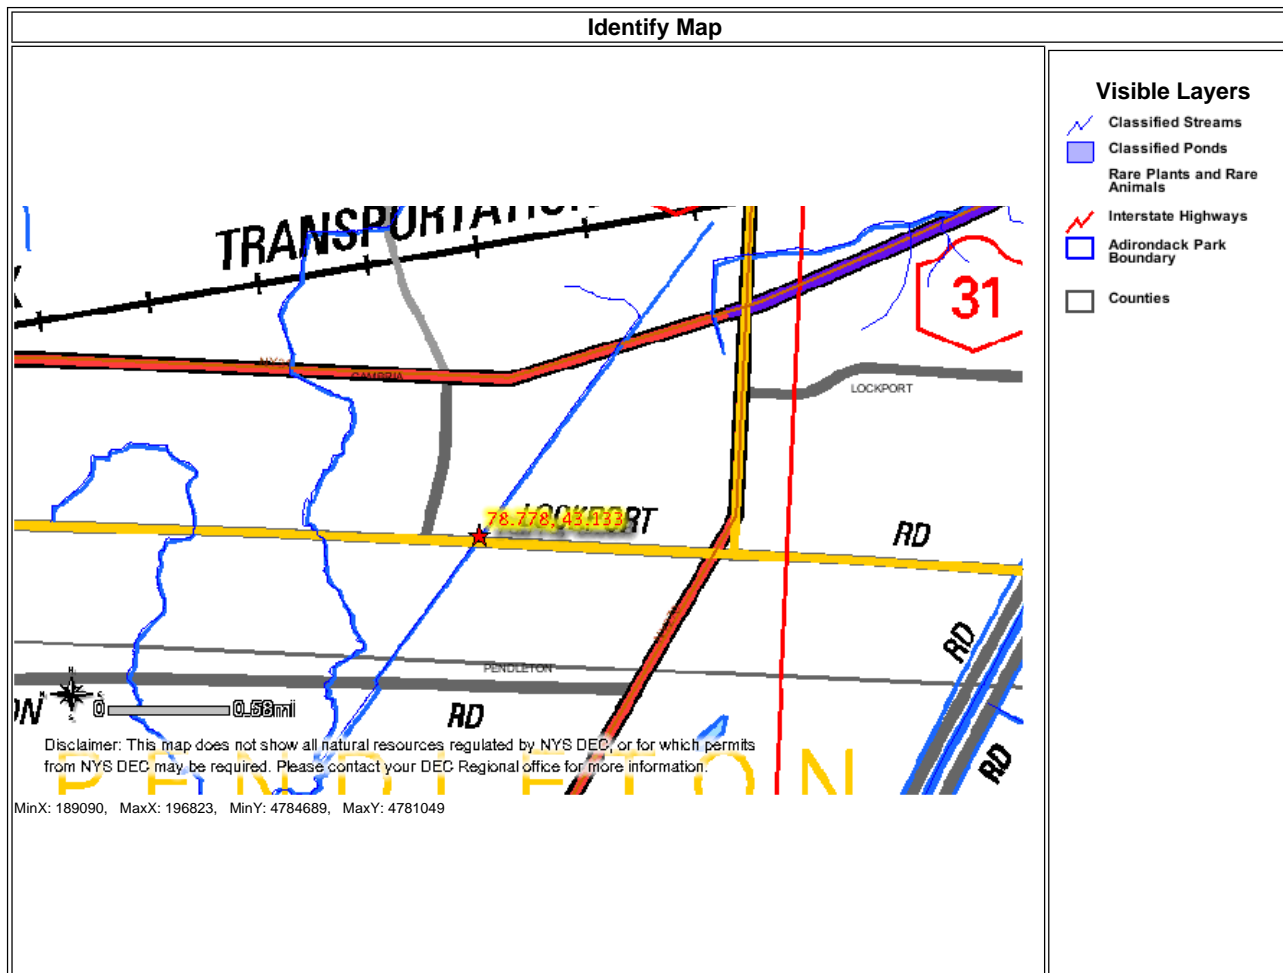 Identify Map
Visible Layers
Classified Streams
Classified Ponds
Rare Plants and Rare
Animals
Interstate Highways
Adirondack Park
Boundary
Counties
TRANSPORTATION
31
CAMBRIA
LOCKPORT
78.778, 43.133
LOCKPORT
RD
RD
PENDLETON
0 0.58mi
RD
RD
Disclaimer: This map does not show all natural resources regulated by NYS DEC, or for which permits
from NYS DEC may be required. Please contact your DEC Regional office for more information.
PENDLETON
MinX: 189090, MaxX: 196823, MinY: 4784689, MaxY: 4781049